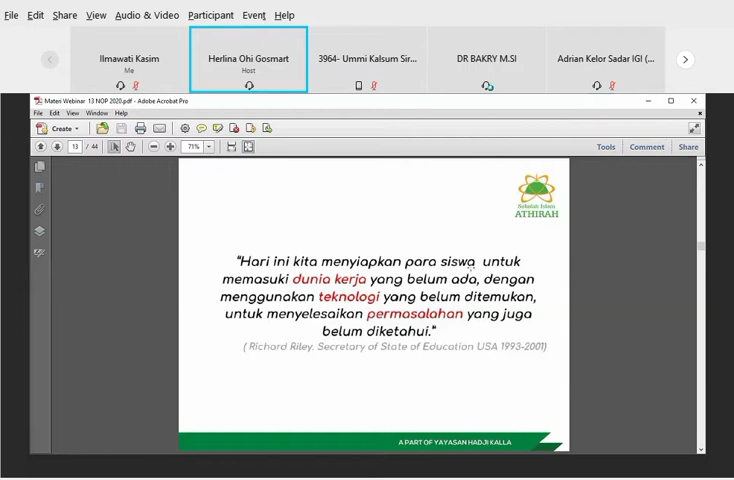 File Edit Share View Audio & Video Participant Event Help
Ilmawati Kasim
Me
Herlina Ohi Gosmart
Host
3964- Ummi Kalsum Sir...
DR BAKRY M.SI
Adrian Kelor Sadar IGI (...
Materi Webinar 13 NOP 2020.pdf - Adobe Acrobat Pro
File Edit View Window Help
Create
13 / 44
71%
Tools Comment Share
Sekolah Islam
ATHIRAH
"Hari ini kita menyiapkan para siswa untuk
memasuki dunia kerja yang belum ada, dengan
menggunakan teknologi yang belum ditemukan,
untuk menyelesaikan permasalahan yang juga
belum diketahui."
( Richard Riley. Secretary of State of Education USA 1993-2001)
A PART OF YAYASAN HADJI KALLA